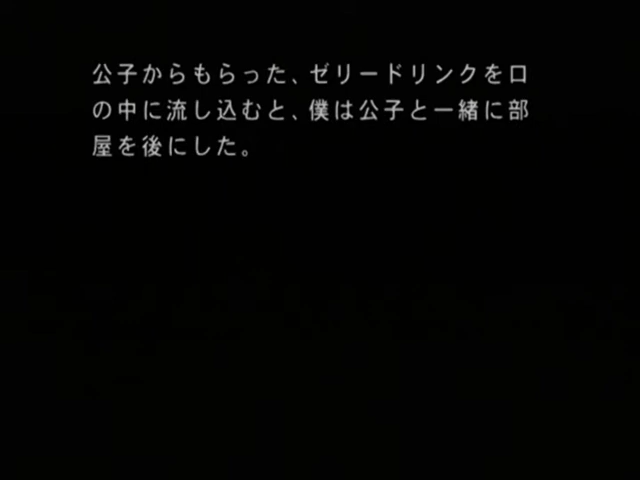 公子からもらった、ゼリードリンクを口
の中に流し込むと、僕は公子と一緒に部
屋を後にした。